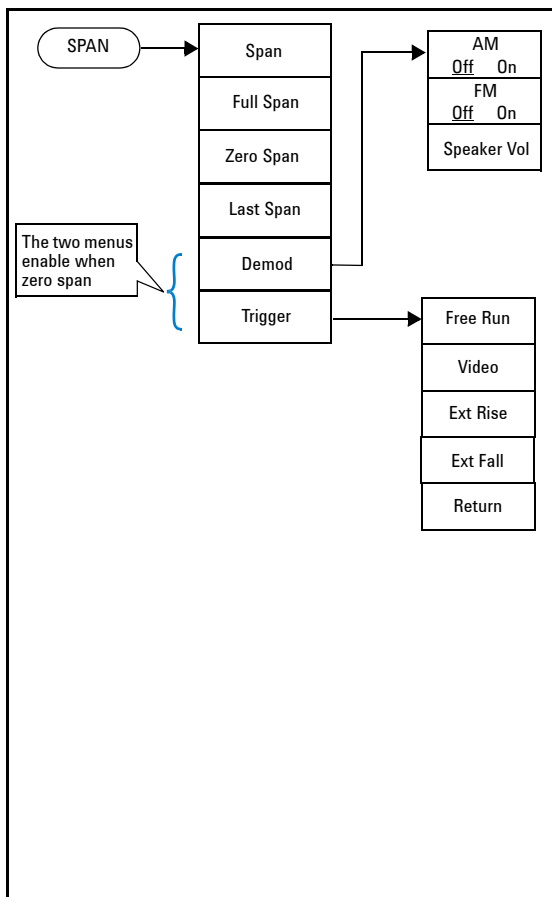 SPAN
Span
Full Span
Zero Span
Last Span
Demod
Trigger
The two menus
enable when
zero span
AM
Off On
FM
Off On
Speaker Vol
Free Run
Video
Ext Rise
Ext Fall
Return